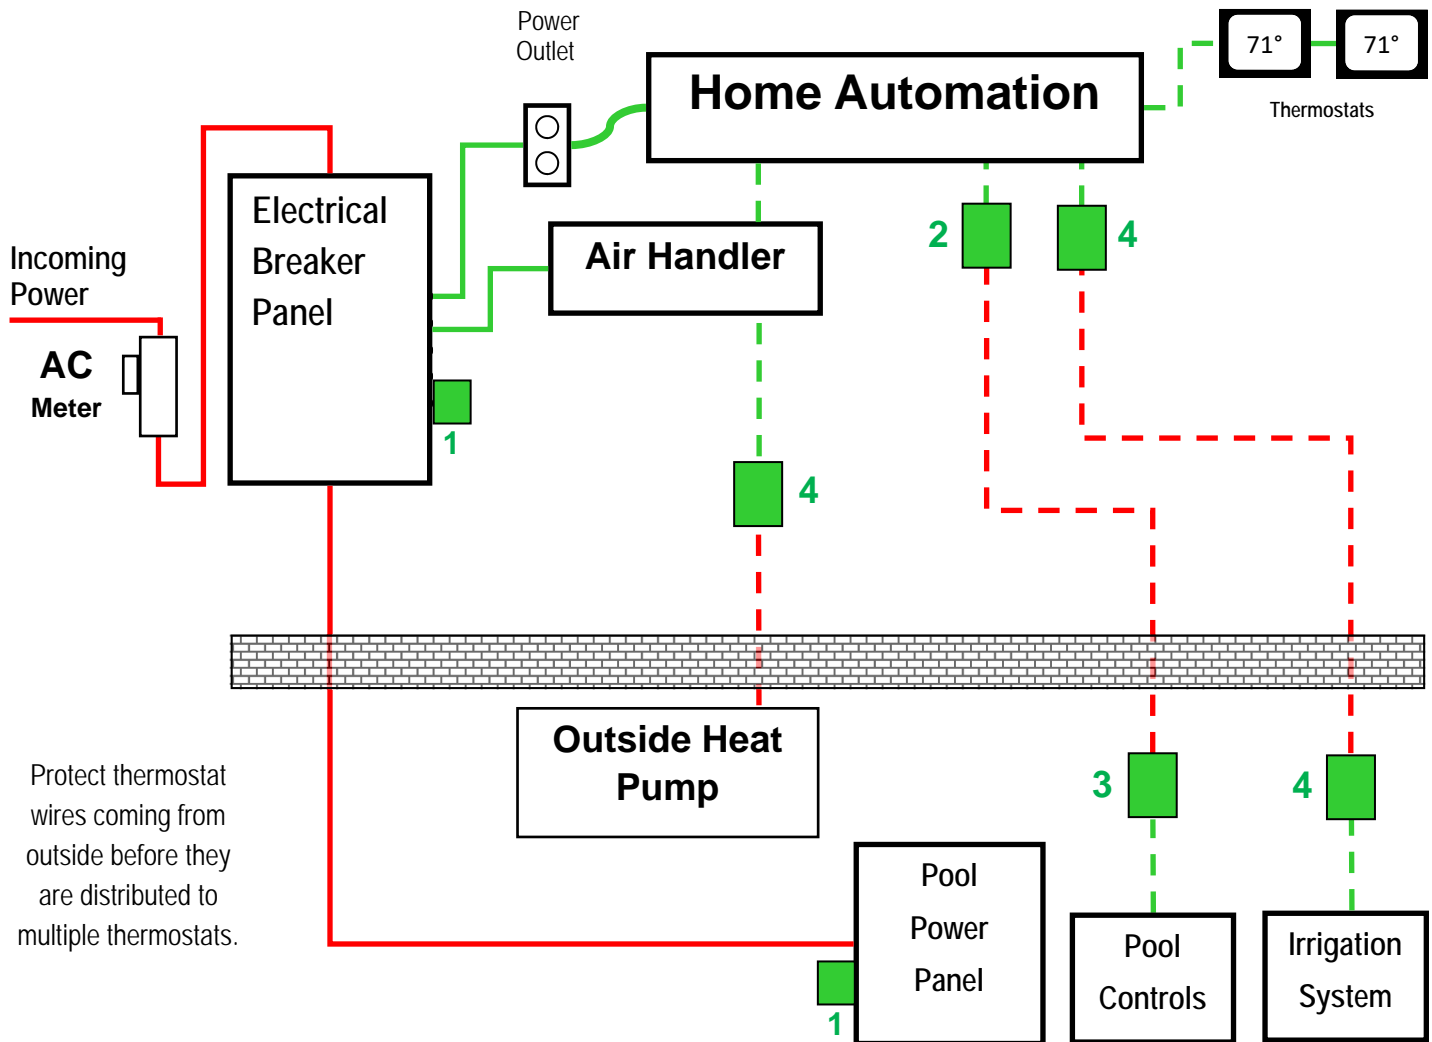 Power
Outlet
Home Automation
71°
71°
Thermostats
Electrical
Breaker
Panel
Incoming
Power
AC
Meter
1
Air Handler
2
4
4
Outside Heat
Pump
Protect thermostat
wires coming from
outside before they
are distributed to
multiple thermostats.
3
4
Pool
Power
Panel
1
Pool
Controls
Irrigation
System